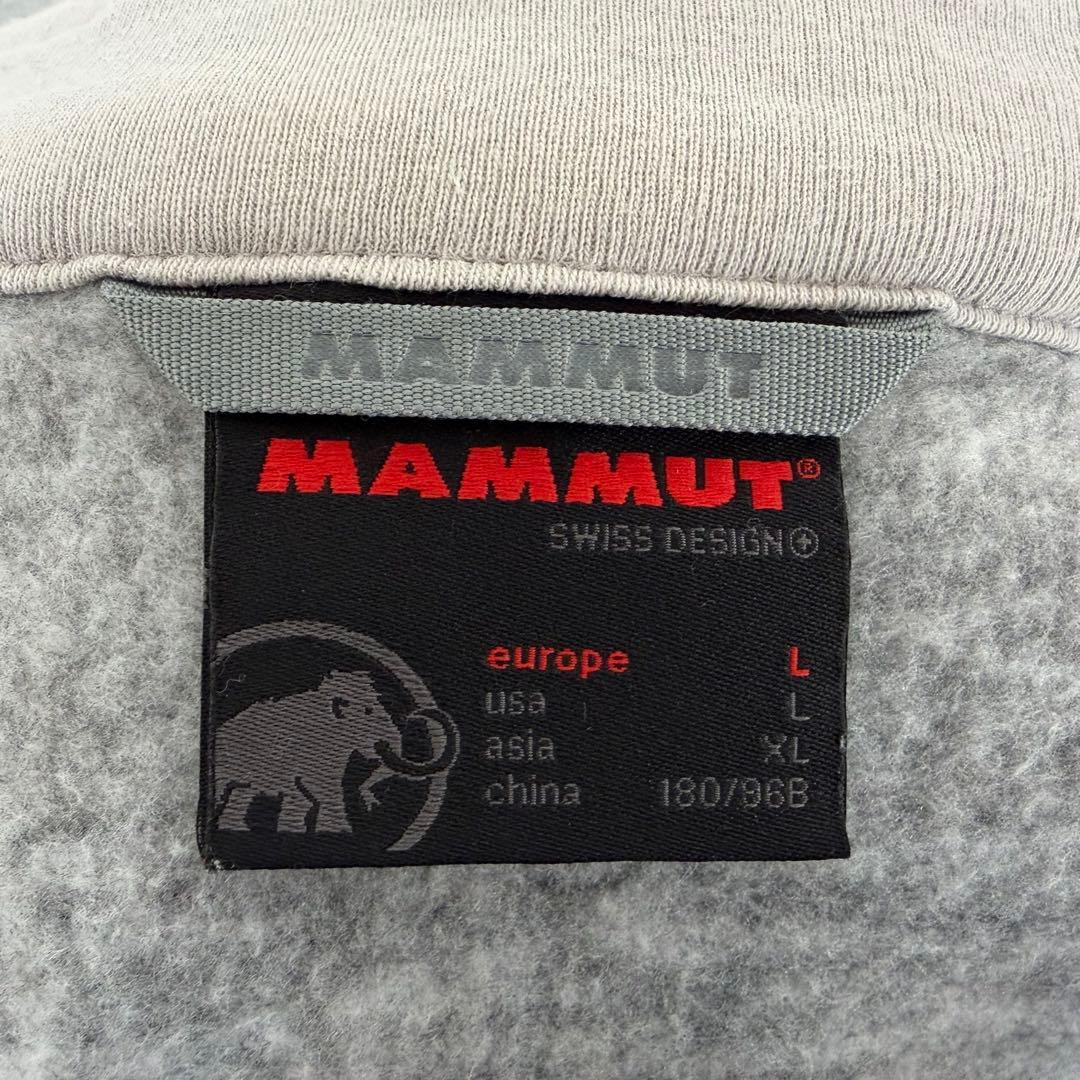 MAMMUT
MAMMUT®
SWISS DESIGN
europe L
usa L
asia XL
china 180/96B